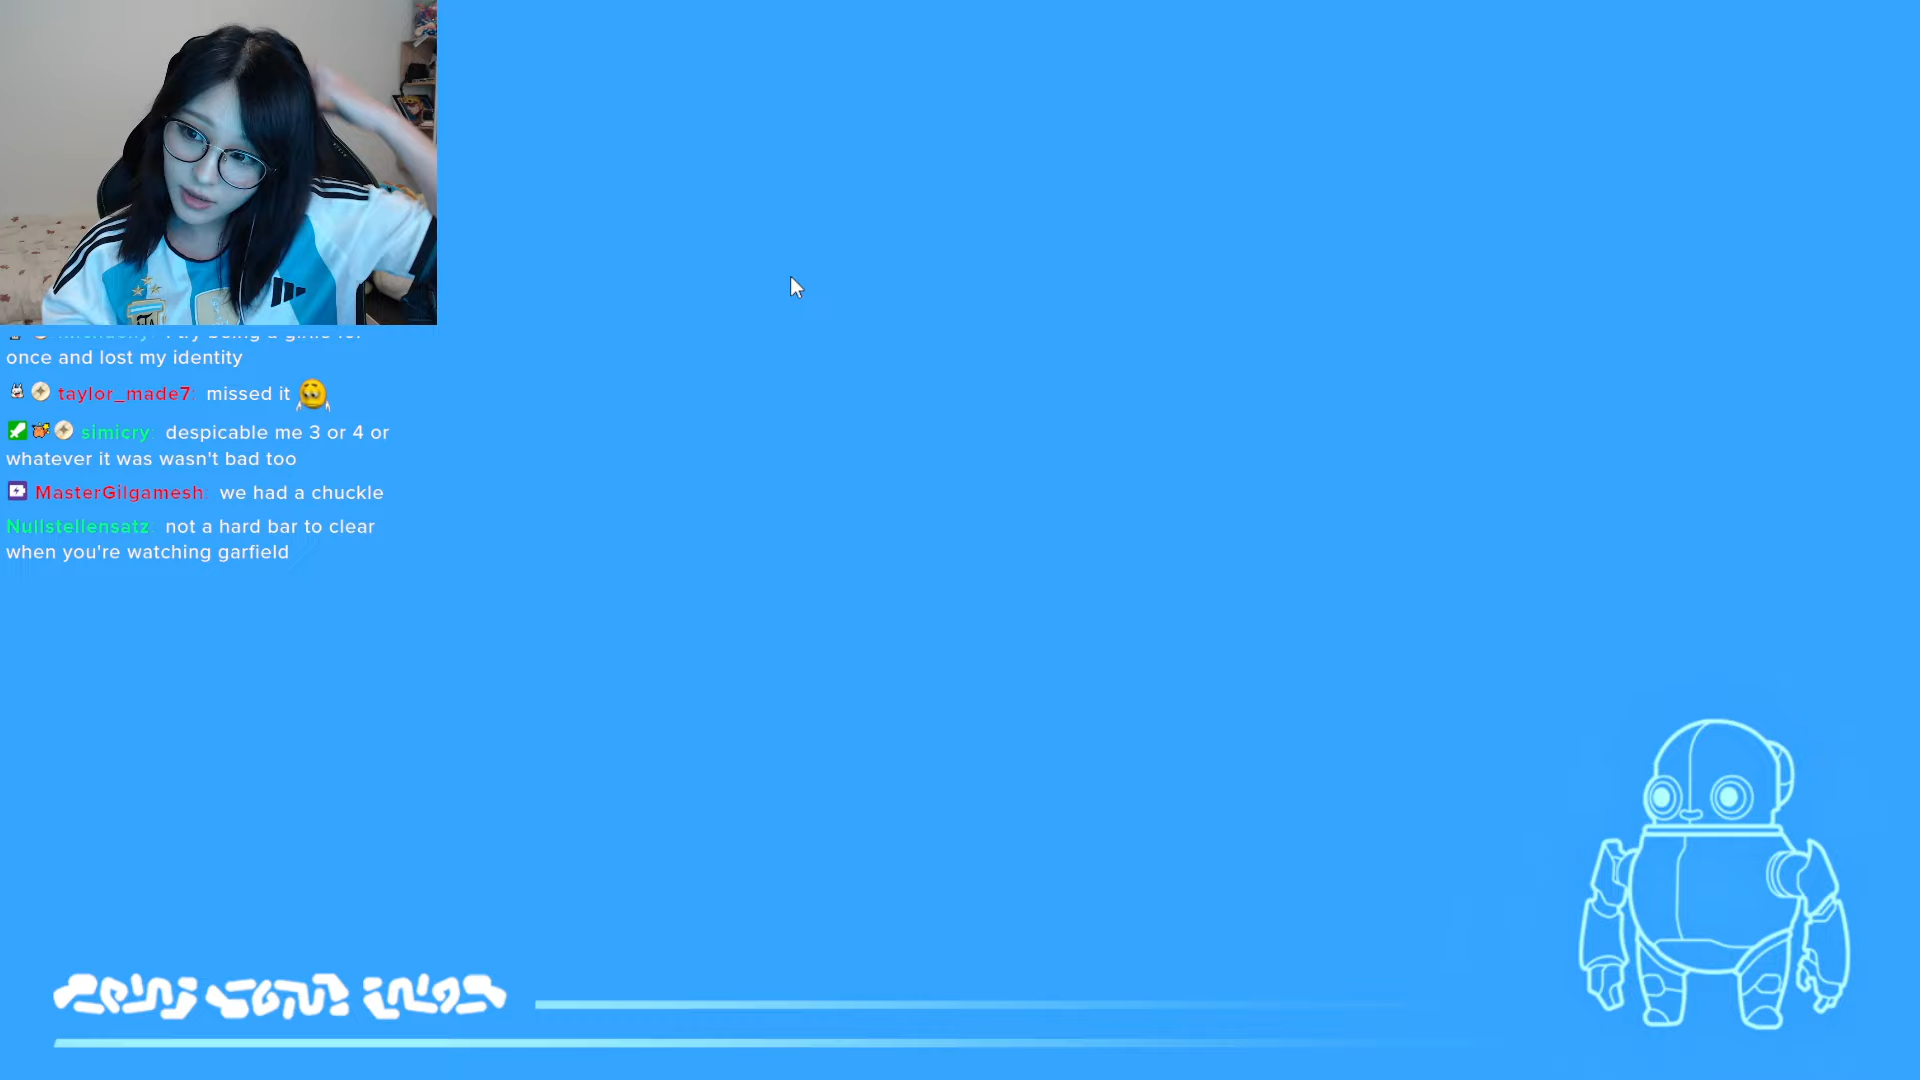 once and lost my identity
taylor_made7: missed it
simicry: despicable me 3 or 4 or
whatever it was wasn't bad too
MasterGilgamesh: we had a chuckle
Nullstellensatz: not a hard bar to clear
when you're watching garfield